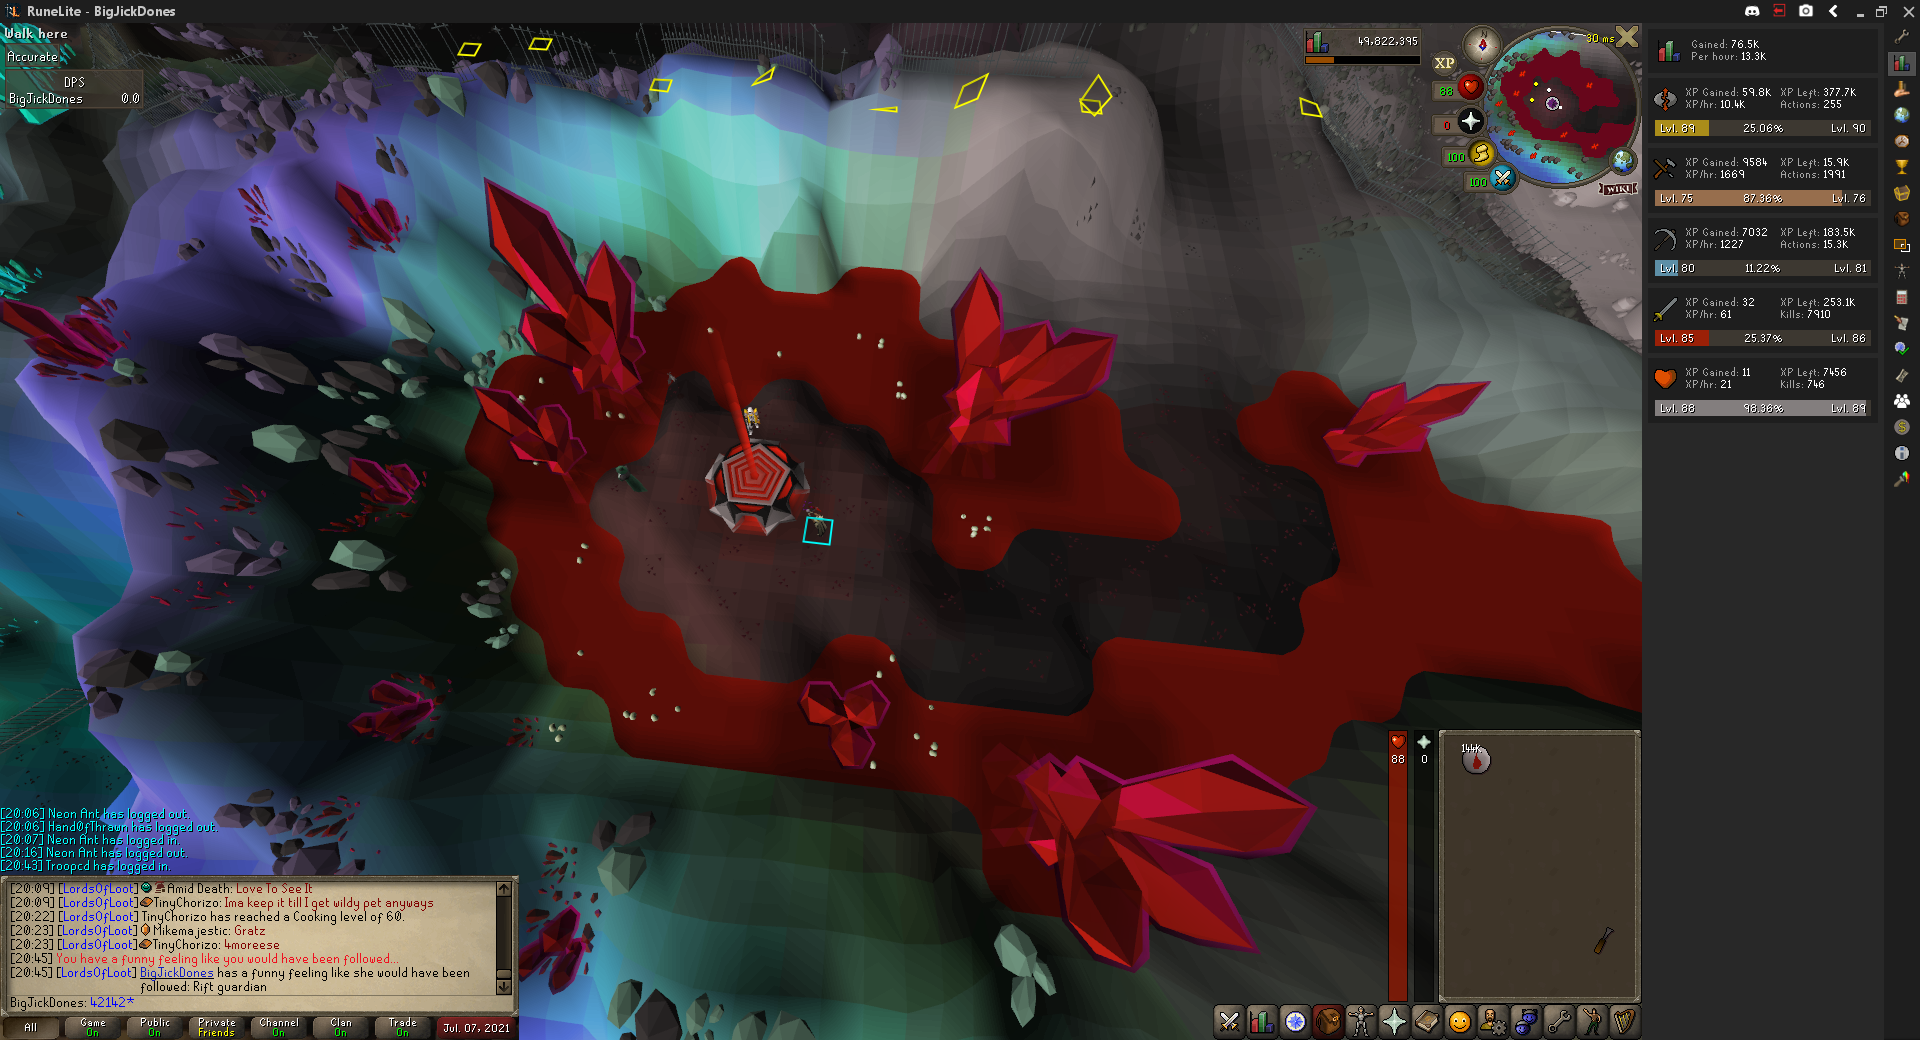 RuneLite - BigJickDones
Walk here
Accurate
DPS
BigJickDones 0.0
49,822,395
30 ms
XP
88
0
100
100
WIKI
Gained: 76.5K
Per hour: 13.3K
XP Gained: 59.8K XP Left: 377.7K
XP/hr: 10.4K Actions: 255
Lvl. 89 25.06% Lvl. 90
XP Gained: 9584 XP Left: 15.9K
XP/hr: 1669 Actions: 1991
Lvl. 75 87.36% Lvl. 76
XP Gained: 7032 XP Left: 183.5K
XP/hr: 1227 Actions: 15.3K
Lvl. 80 11.22% Lvl. 81
XP Gained: 32 XP Left: 253.1K
XP/hr: 61 Kills: 7910
Lvl. 85 25.37% Lvl. 86
XP Gained: 11 XP Left: 7456
XP/hr: 21 Kills: 746
Lvl. 88 98.36% Lvl. 89
88
0
144K
[20:06] Neon Ant has logged out.
[20:06] HandOfThrawn has logged out.
[20:07] Neon Ant has logged in.
[20:16] Neon Ant has logged out.
[20:43] Troopcd has logged in.
[20:09] [LordsOfLoot] Amid Death: Love To See It
[20:09] [LordsOfLoot] TinyChorizo: Ima keep it till I get wildy pet anyways
[20:22] [LordsOfLoot] TinyChorizo has reached a Cooking level of 60.
[20:23] [LordsOfLoot] Mikemajestic: Gratz
[20:23] [LordsOfLoot] TinyChorizo: 4moreese
[20:45] You have a funny feeling like you would have been followed...
[20:45] [LordsOfLoot] BigJickDones has a funny feeling like she would have been
followed: Rift guardian
BigJickDones: 42142*
All
Game
On
Public
On
Private
Friends
Channel
On
Clan
On
Trade
On
Jul. 07, 2021